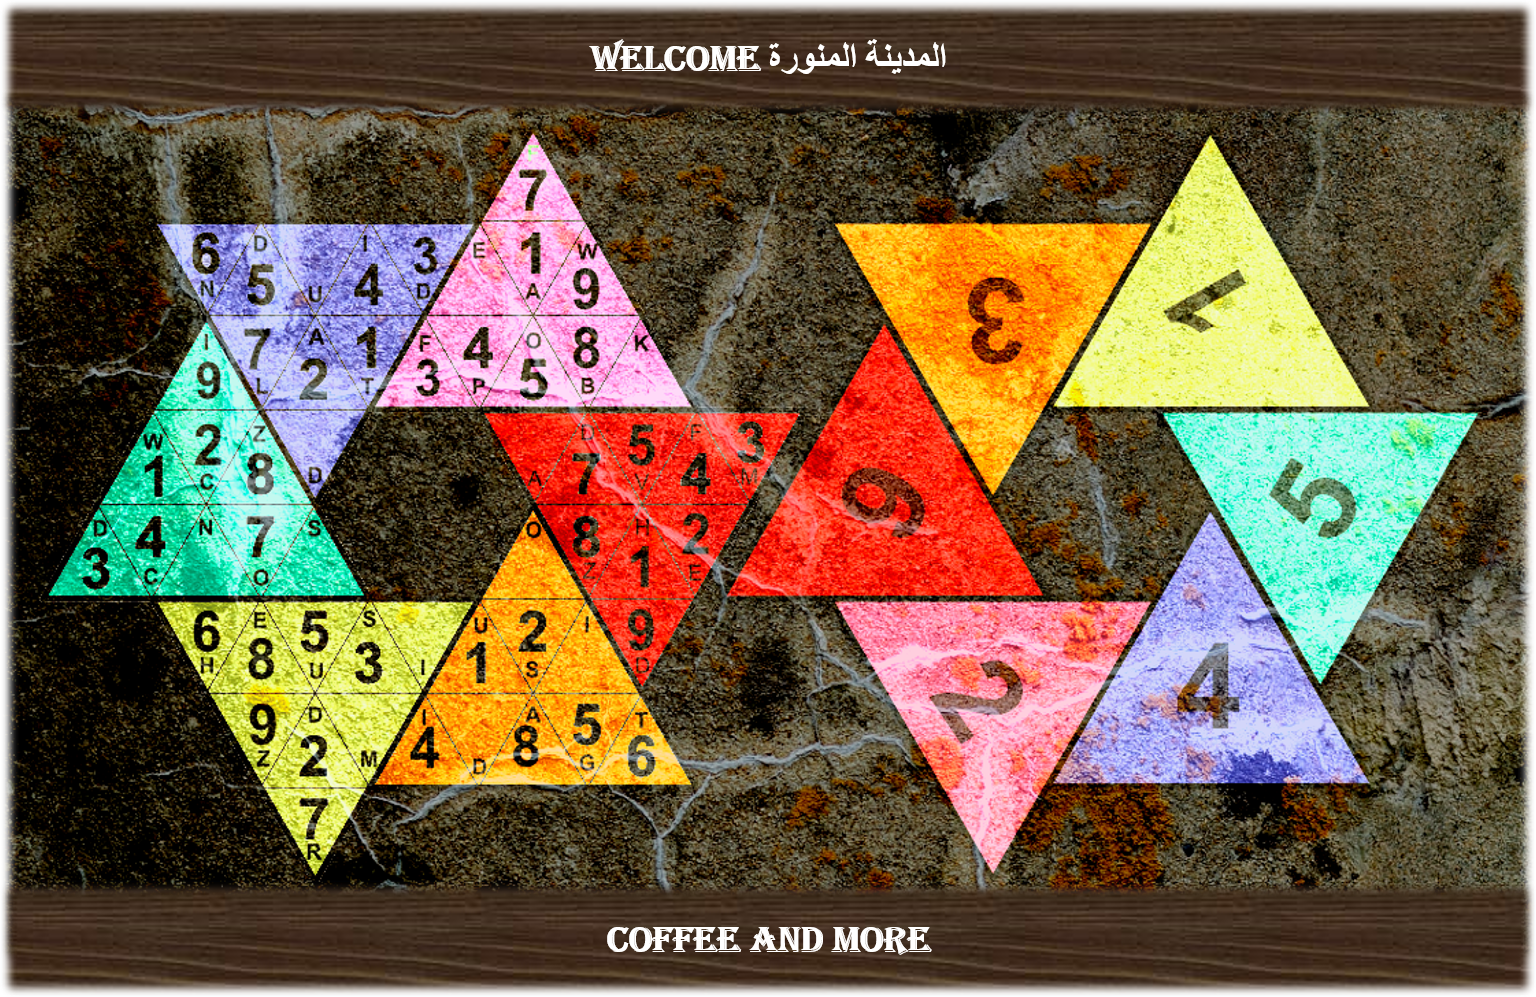 WELCOME المدينة المنورة
7
6 N D 5 U I 4 3 D
E 1 A W 9
7 L A 2 1 T
F 3 4 P O 5 8 B K
D
I 9
W 1 2 C Z 8
D 3 4 C N 7 O S
A D 7 5 V F 4 3 M
8 Z H 1 2 E
9 D
6 H E 8 5 U S 3 I
9 Z D 2 M
7 R
O
U 1 2 S I
I 4 D A 8 5 G T 6
3
1
6
5
2
4
COFFEE AND MORE